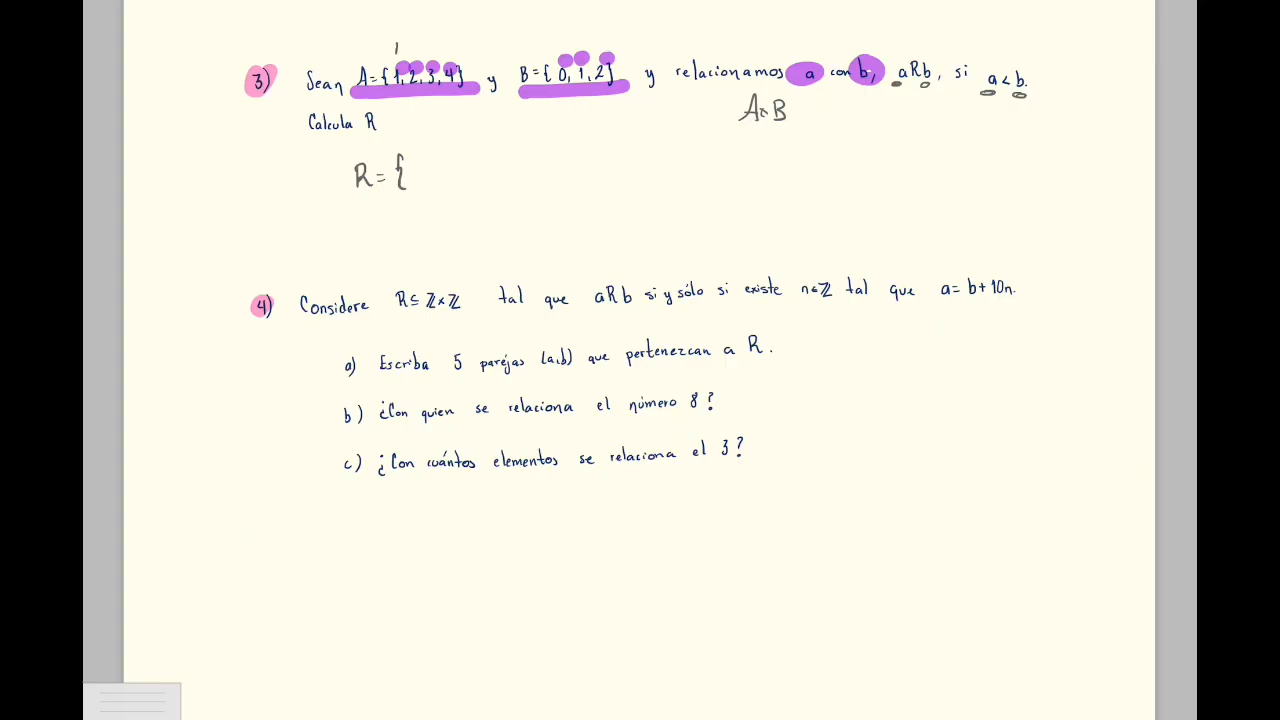 3) Sean A={1,2,3,4} y B={0,1,2} y relacionamos a con b, aRb, si a<b.
Calcula R
A×B
R={
4) Considere R⊆ℤ×ℤ tal que aRb si y sólo si existe n∈ℤ tal que a=b+10n.
a) Escriba 5 parejas (a,b) que pertenezcan a R.
b) ¿Con quien se relaciona el número 8?
c) ¿Con cuántos elementos se relaciona el 3?